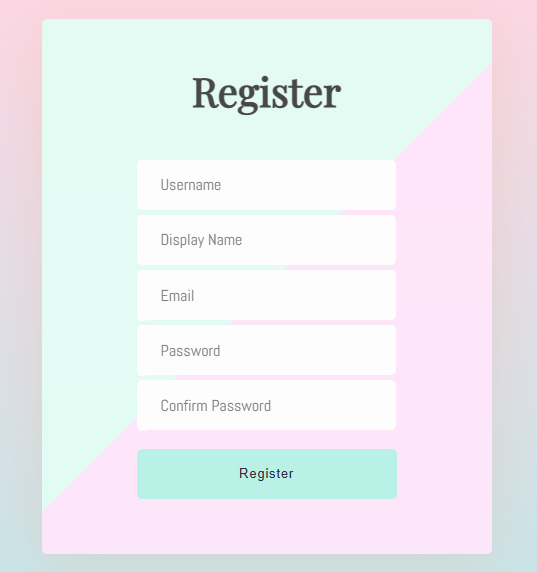 Register
Username
Display Name
Email
Password
Confirm Password
Register